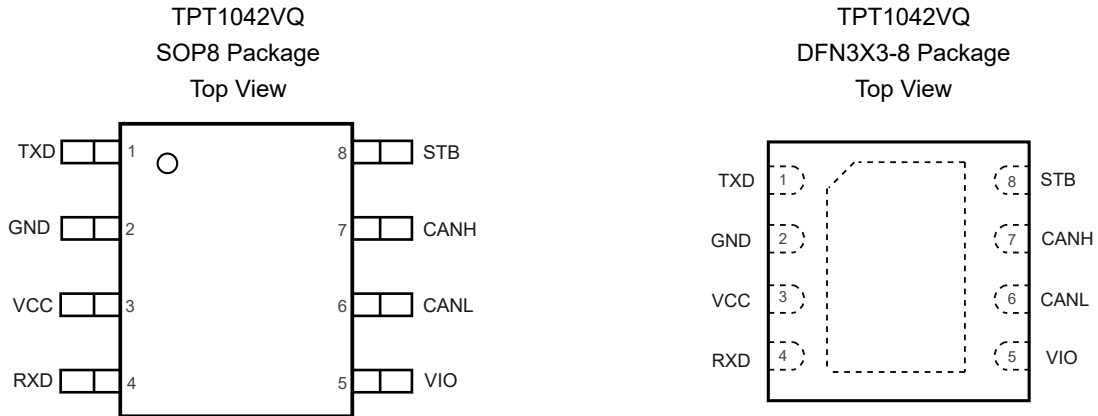 TPT1042VQ
SOP8 Package
Top View
TXD 1 8 STB
GND 2 7 CANH
VCC 3 6 CANL
RXD 4 5 VIO
TPT1042VQ
DFN3X3-8 Package
Top View
TXD 1 8 STB
GND 2 7 CANH
VCC 3 6 CANL
RXD 4 5 VIO